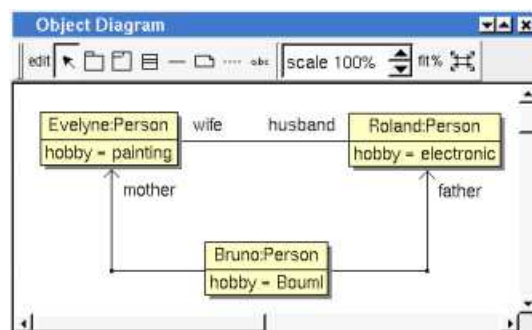 Object Diagram
edit abc scale 100% fit%
Evelyne:Person wife husband Roland:Person
hobby = painting hobby = electronic
mother father
Bruno:Person
hobby = Bouml